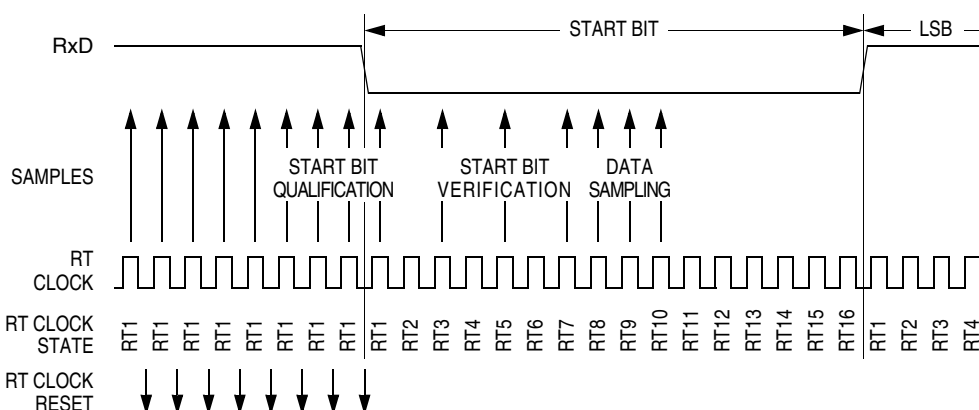 START BIT
LSB
RxD
SAMPLES
START BIT
QUALIFICATION
START BIT
VERIFICATION
DATA
SAMPLING
RT
CLOCK
RT CLOCK
STATE
RT1 RT1 RT1 RT1 RT1 RT1 RT1 RT1 RT1 RT2 RT3 RT4 RT5 RT6 RT7 RT8 RT9 RT10 RT11 RT12 RT13 RT14 RT15 RT16 RT1 RT2 RT3 RT4
RT CLOCK
RESET